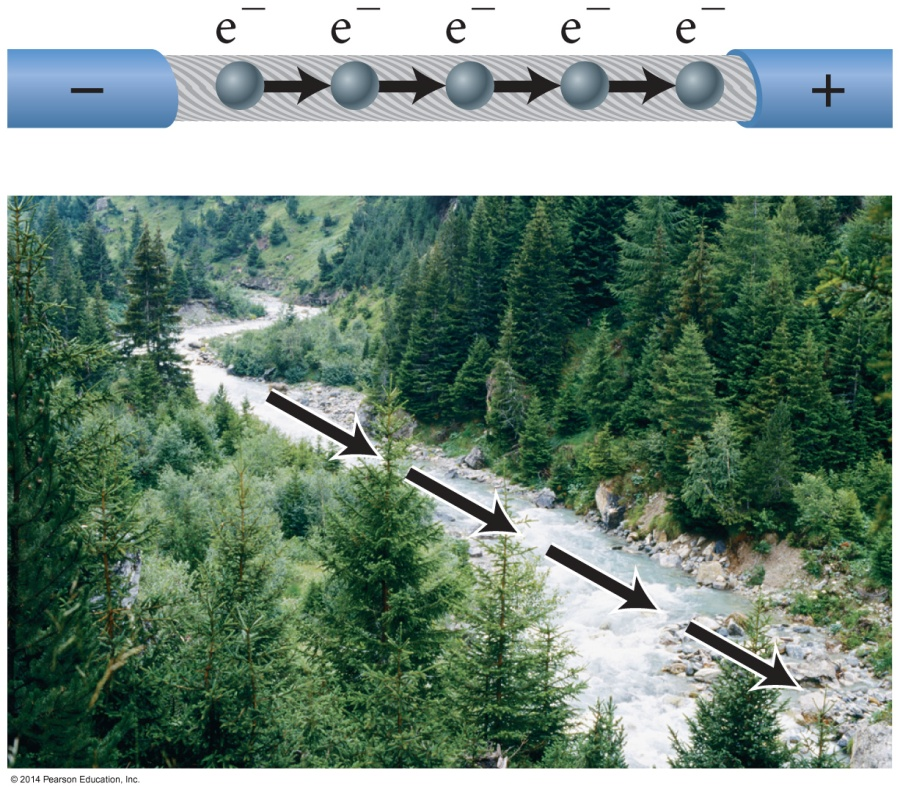 e⁻ e⁻ e⁻ e⁻ e⁻
− +
© 2014 Pearson Education, Inc.